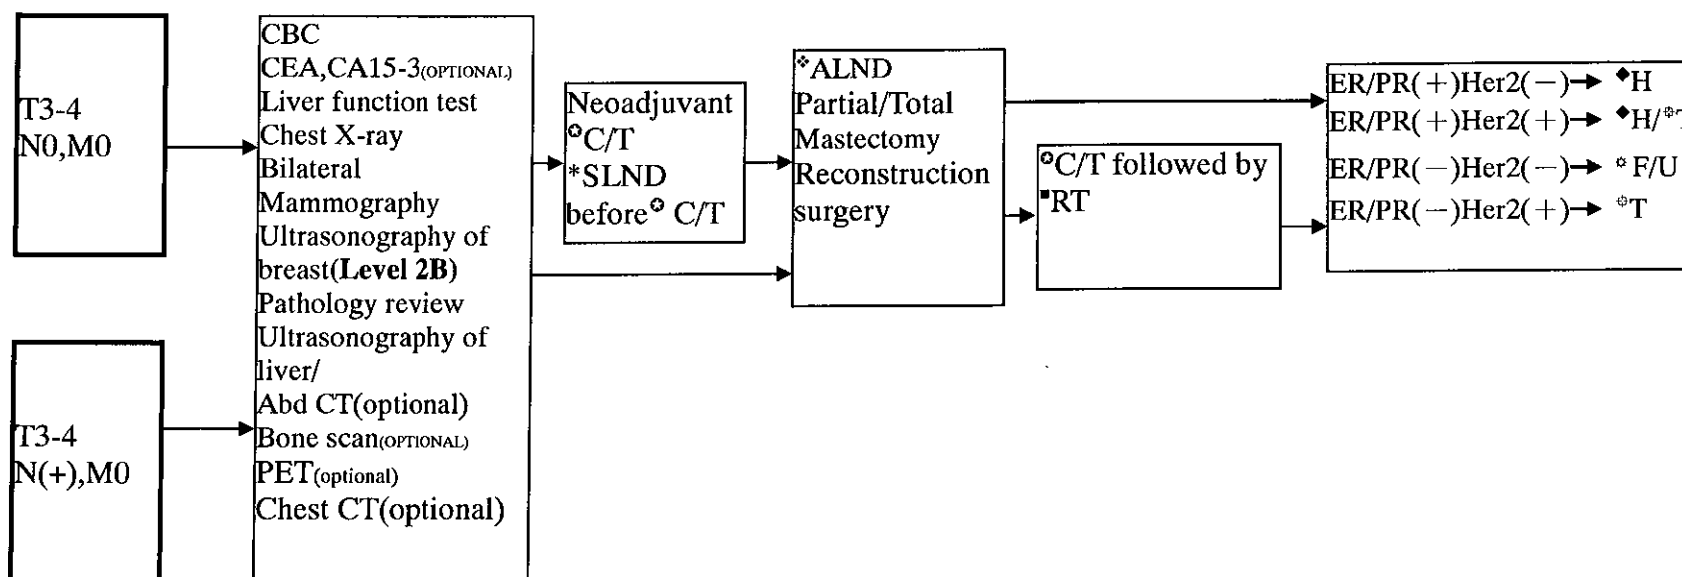 T3-4
N0,M0
T3-4
N(+),M0
CBC
CEA,CA15-3(OPTIONAL)
Liver function test
Chest X-ray
Bilateral
Mammography
Ultrasonography of
breast(Level 2B)
Pathology review
Ultrasonography of
liver/
Abd CT(optional)
Bone scan(OPTIONAL)
PET(optional)
Chest CT(optional)
Neoadjuvant
✪C/T
*SLND
before✪ C/T
❖ALND
Partial/Total
Mastectomy
Reconstruction
surgery
✪C/T followed by
■RT
ER/PR(+)Her2(−)→ ◆H
ER/PR(+)Her2(+)→ ◆H/☼T
ER/PR(−)Her2(−)→ ☼F/U
ER/PR(−)Her2(+)→ ☼T